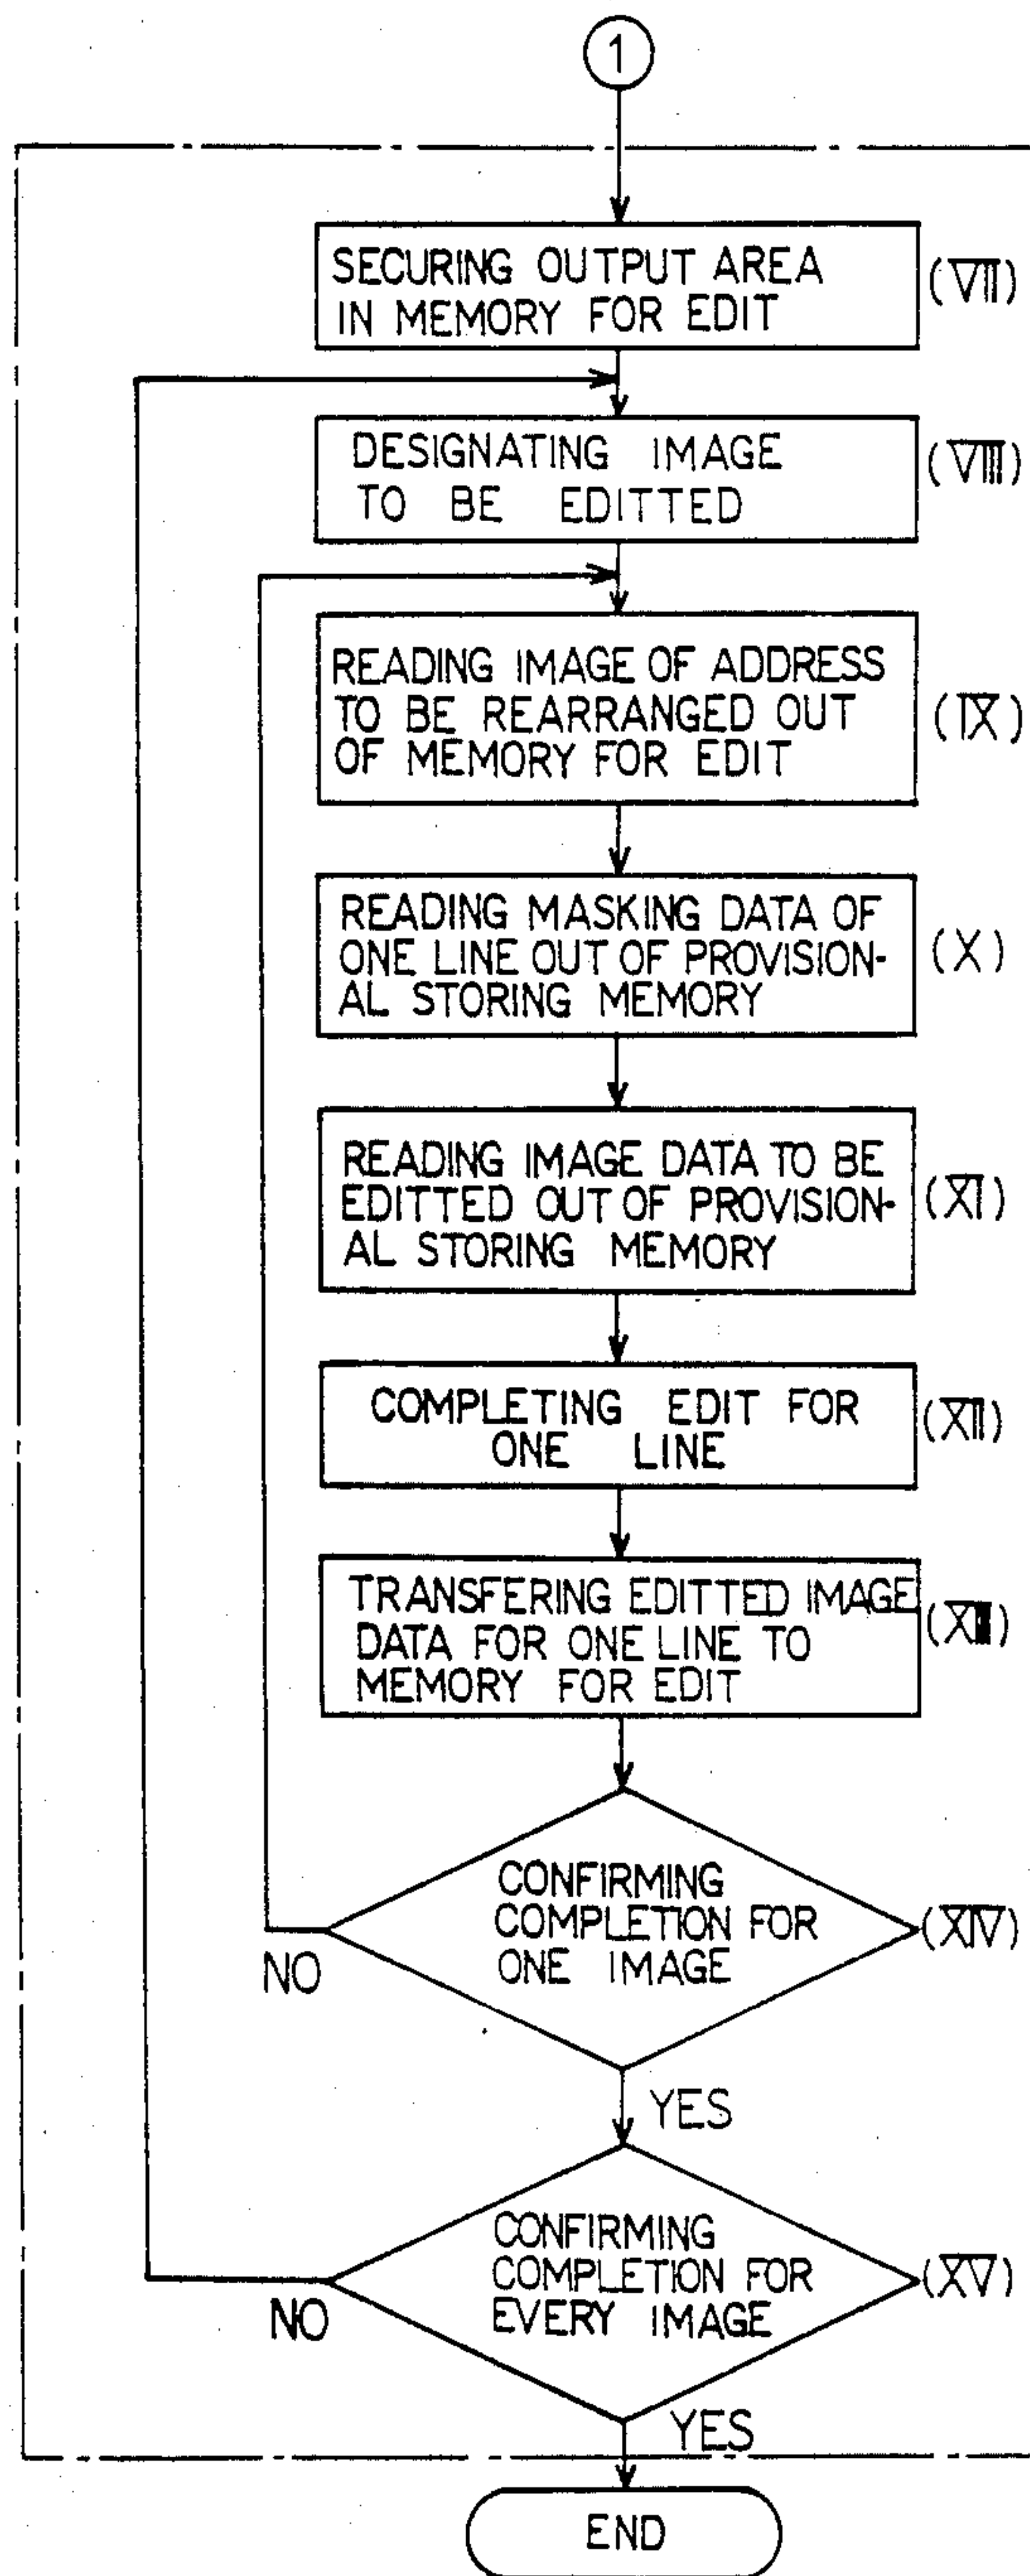 1
SECURING OUTPUT AREA
IN MEMORY FOR EDIT
(VII)
DESIGNATING IMAGE
TO BE EDITTED
(VIII)
READING IMAGE OF ADDRESS
TO BE REARRANGED OUT
OF MEMORY FOR EDIT
(IX)
READING MASKING DATA OF
ONE LINE OUT OF PROVISION-
AL STORING MEMORY
(X)
READING IMAGE DATA TO BE
EDITTED OUT OF PROVISION-
AL STORING MEMORY
(XI)
COMPLETING EDIT FOR
ONE LINE
(XII)
TRANSFERING EDITTED IMAGE
DATA FOR ONE LINE TO
MEMORY FOR EDIT
(XIII)
CONFIRMING
COMPLETION FOR
ONE IMAGE
(XIV)
NO
YES
CONFIRMING
COMPLETION FOR
EVERY IMAGE
(XV)
NO
YES
END